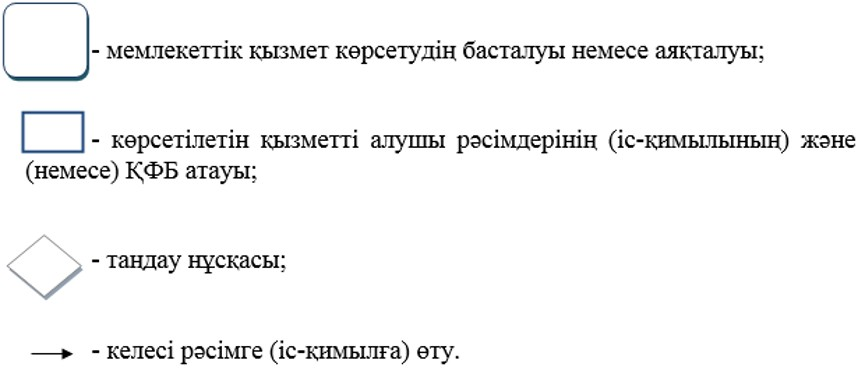 - мемлекеттік қызмет көрсетудің басталуы немесе аяқталуы;
- көрсетілетін қызметті алушы рәсімдерінің (іс-қимылының) және
(немесе) ҚФБ атауы;
- таңдау нұсқасы;
- келесі рәсімге (іс-қимылға) өту.